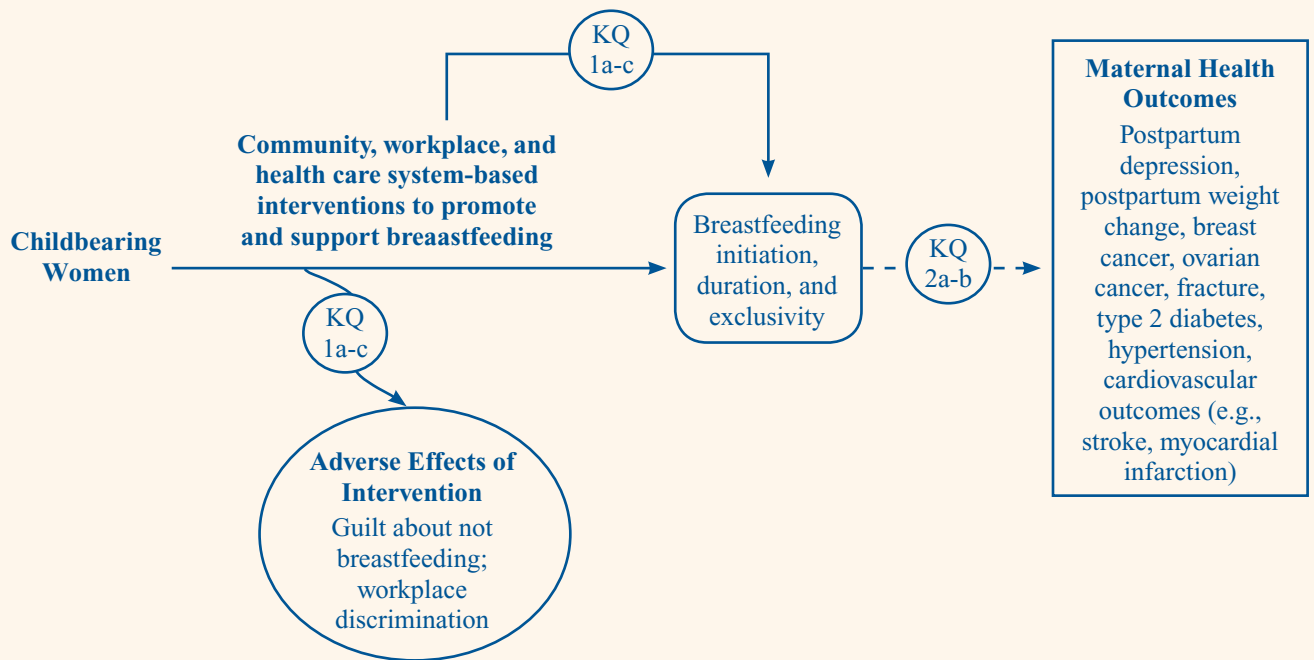 KQ
1a-c
Community, workplace, and
health care system-based
interventions to promote
and support breaastfeeding
Childbearing
Women
KQ
1a-c
Adverse Effects of
Intervention
Guilt about not
breastfeeding;
workplace
discrimination
Breastfeeding
initiation,
duration, and
exclusivity
KQ
2a-b
Maternal Health
Outcomes
Postpartum
depression,
postpartum weight
change, breast
cancer, ovarian
cancer, fracture,
type 2 diabetes,
hypertension,
cardiovascular
outcomes (e.g.,
stroke, myocardial
infarction)